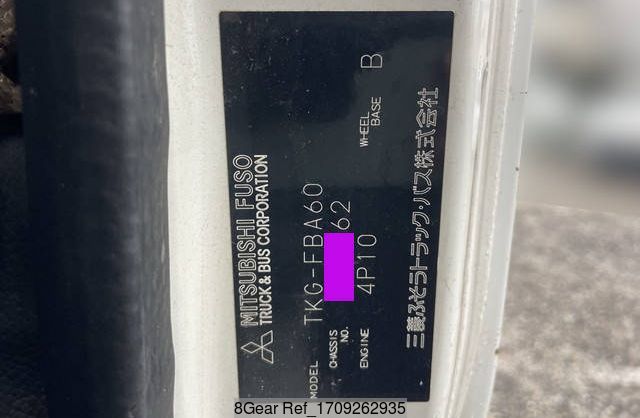 MITSUBISHI FUSO
TRUCK & BUS CORPORATION
MODEL TKG-FBA60
CHASSIS NO. 62
ENGINE 4P10
WHEEL BASE B
三菱ふそうトラック・バス株式会社
8Gear Ref_1709262935